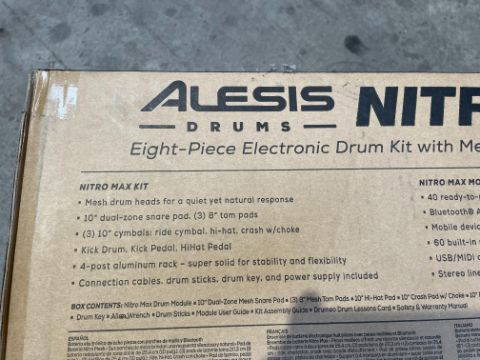 ALESIS NITR
DRUMS
Eight-Piece Electronic Drum Kit with Me
NITRO MAX KIT
• Mesh drum heads for a quiet yet natural response
• 10" dual-zone snare pad, (3) 8" tom pads
• (3) 10" cymbals: ride cymbal, hi-hat, crash w/choke
• Kick Drum, Kick Pedal, HiHat Pedal
• 4-post aluminum rack – super solid for stability and flexibility
• Connection cables, drum sticks, drum key, and power supply included
NITRO MAX MO
• 40 ready-to-
• Bluetooth® A
• Mobile devic
• 60 built-in
• USB/MIDI
• Stereo line
BOX CONTENTS: Nitro Max Drum Module • 10" Dual-Zone Mesh Snare Pad • (3) 8" Mesh Tom Pads • 10" Hi-Hat Pad • 10" Crash Pad w/ Choke • 10"
• Drum Key • Allen Wrench • Drum Sticks • Module User Guide • Kit Assembly Guide • Drumeo Drum Lessons Card • Safety & Warranty Manual
ESPAÑOL
FRANÇAIS
ITALIANO